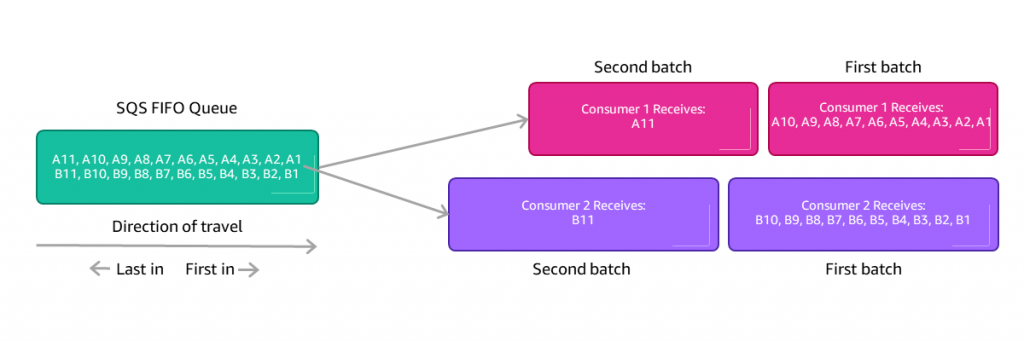 SQS FIFO Queue
A11, A10, A9, A8, A7, A6, A5, A4, A3, A2, A1
B11, B10, B9, B8, B7, B6, B5, B4, B3, B2, B1
Direction of travel
Last in
First in
Second batch
First batch
Consumer 1 Receives:
A11
Consumer 1 Receives:
A10, A9, A8, A7, A6, A5, A4, A3, A2, A1
Consumer 2 Receives:
B11
Consumer 2 Receives:
B10, B9, B8, B7, B6, B5, B4, B3, B2, B1
Second batch
First batch